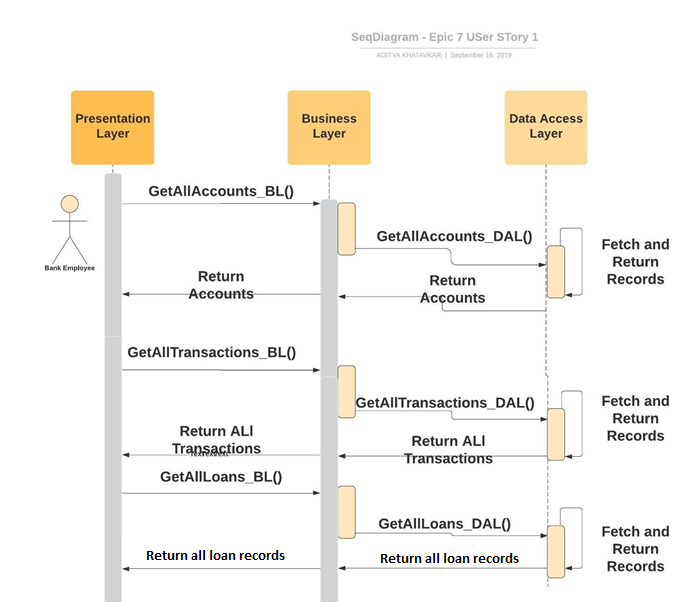 SeqDiagram - Epic 7 USer STory 1
ADITYA KHATAVKAR | September 16, 2019
Presentation
Layer
Business
Layer
Data Access
Layer
GetAllAccounts_BL()
Bank Employee
GetAllAccounts_DAL()
Fetch and
Return
Records
Return
Accounts
Return
Accounts
GetAllTransactions_BL()
GetAllTransactions_DAL()
Fetch and
Return
Records
Return ALl
Transactions
Return ALl
Transactions
GetAllLoans_BL()
GetAllLoans_DAL()
Fetch and
Return
Records
Return all loan records
Return all loan records